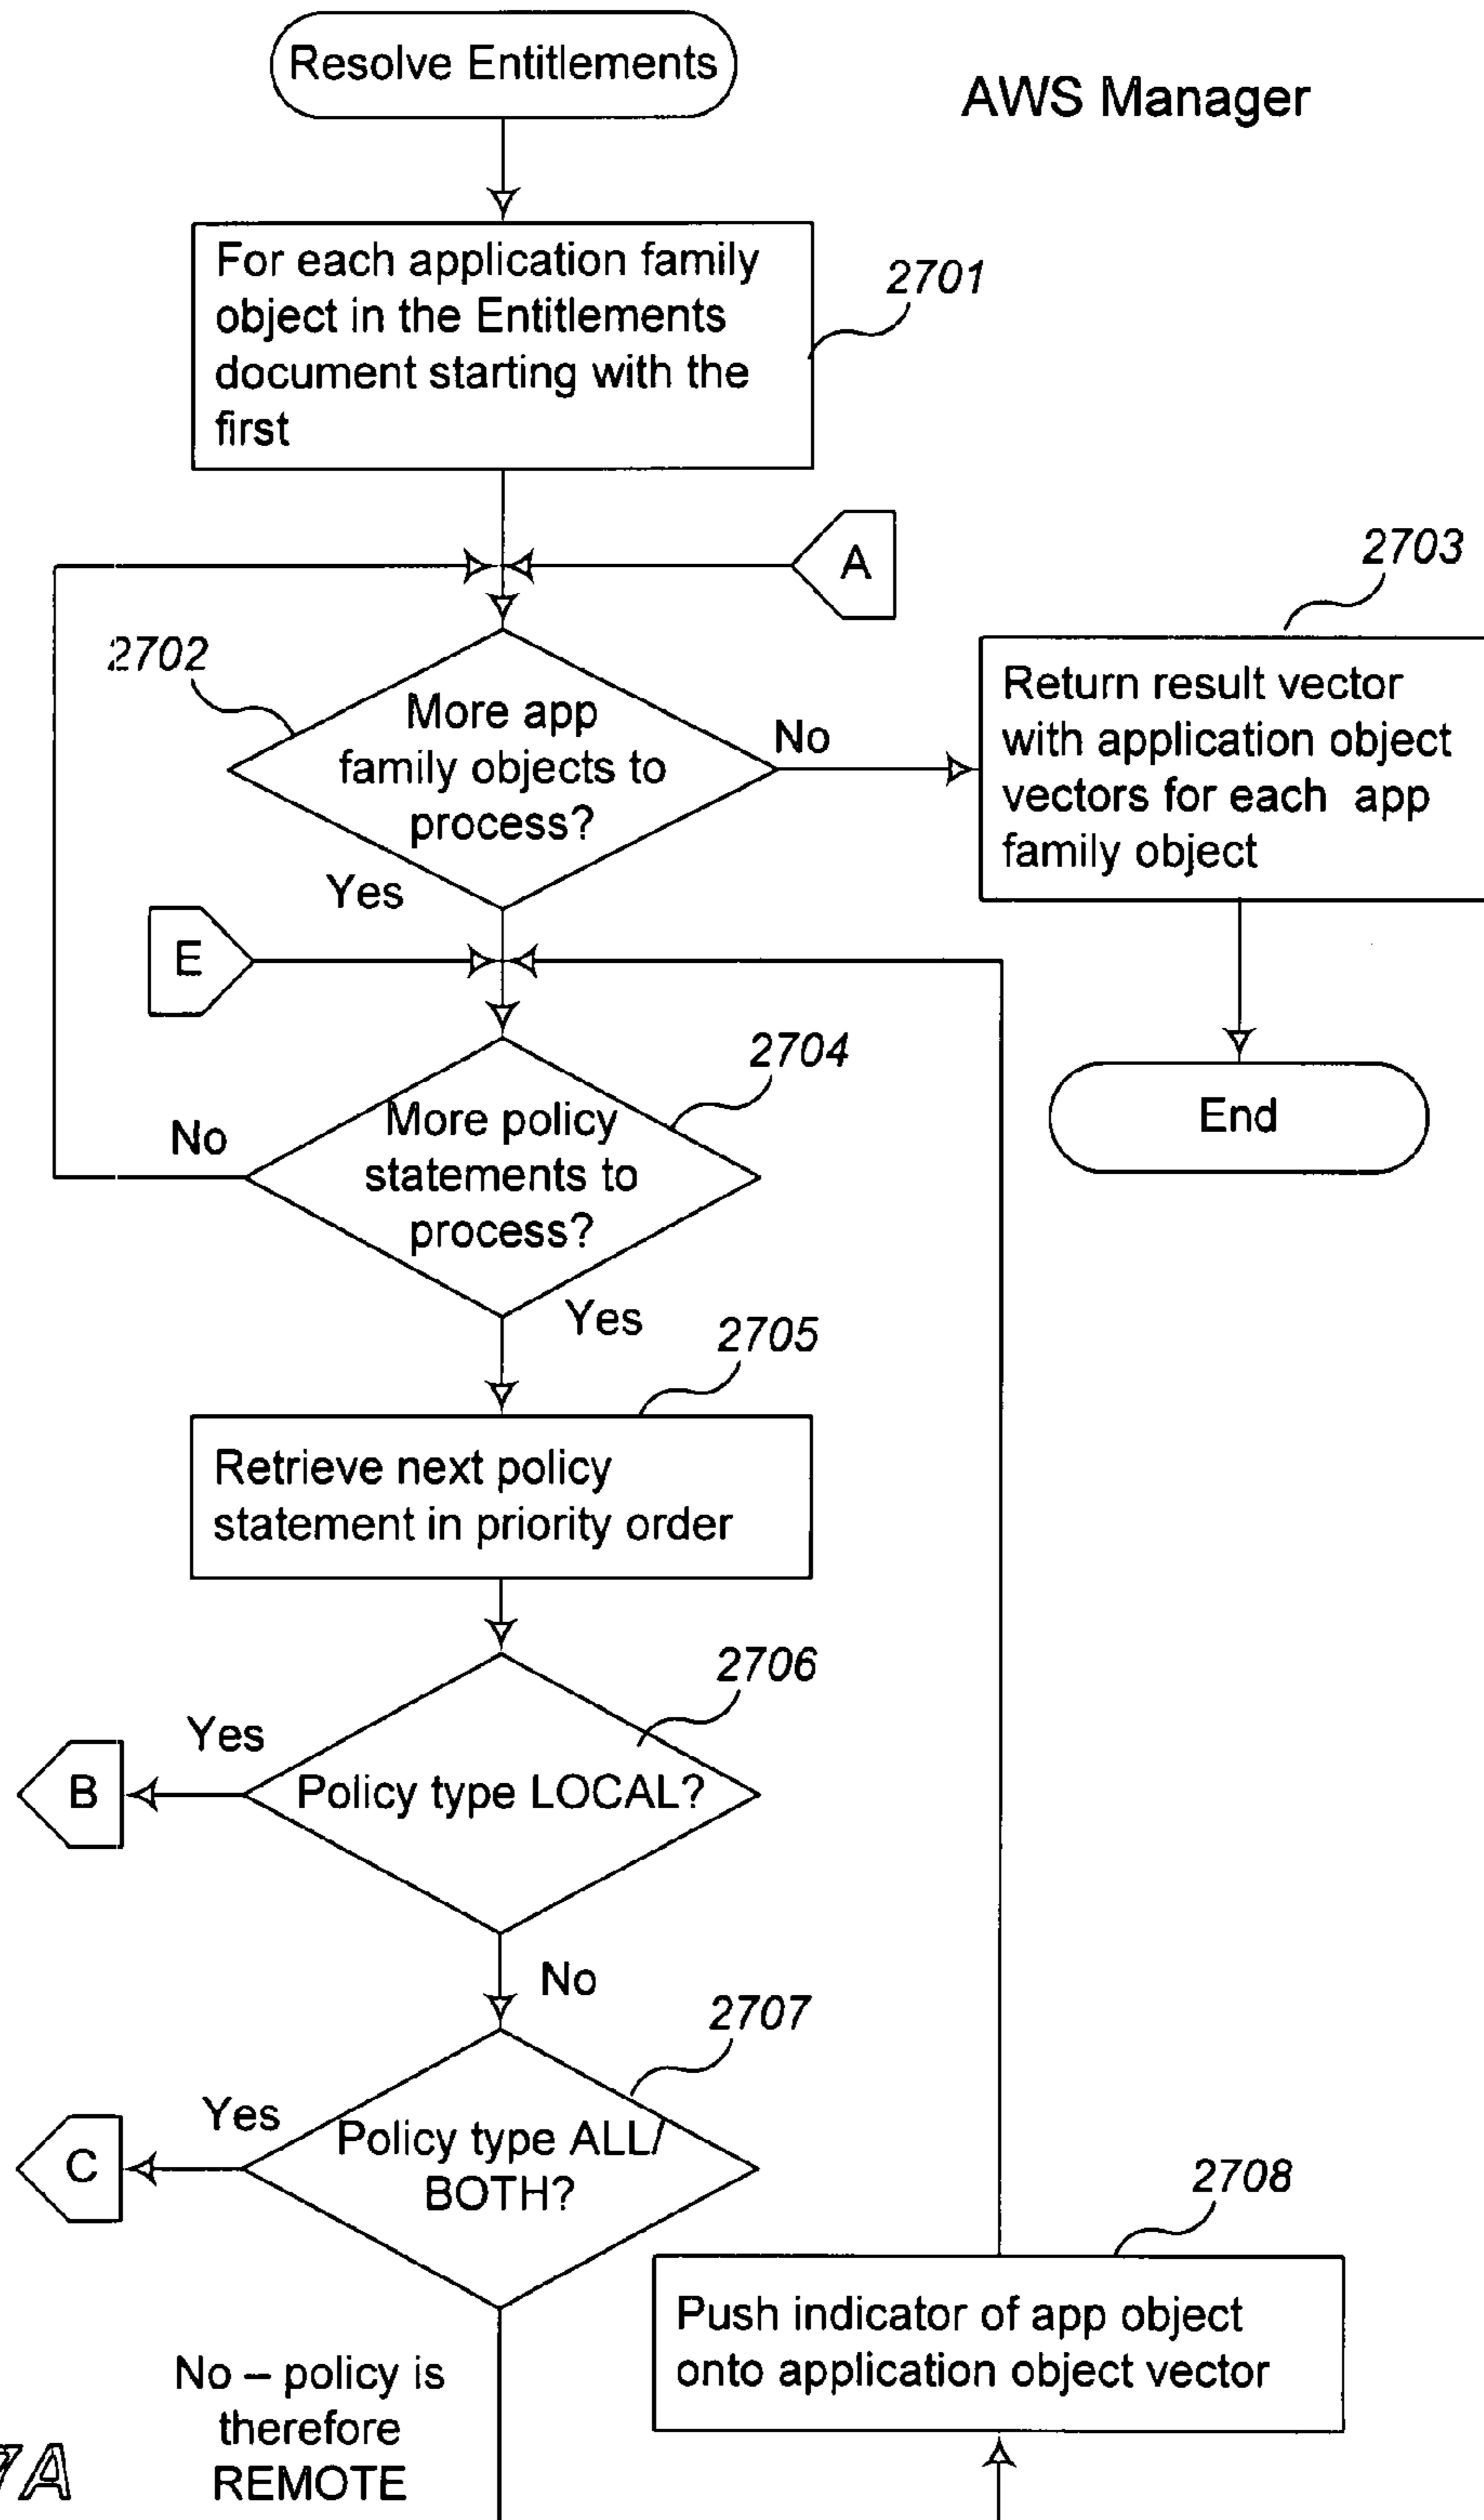 Resolve Entitlements
AWS Manager
For each application family
object in the Entitlements
document starting with the
first
2701
A
2703
2702
More app
family objects to
process?
No
Return result vector
with application object
vectors for each app
family object
Yes
E
2704
More policy
statements to
process?
No
End
Yes
2705
Retrieve next policy
statement in priority order
2706
Yes
B
Policy type LOCAL?
No
2707
Yes
C
Policy type ALL/
BOTH?
2708
Push indicator of app object
onto application object vector
No – policy is
therefore
REMOTE
7A